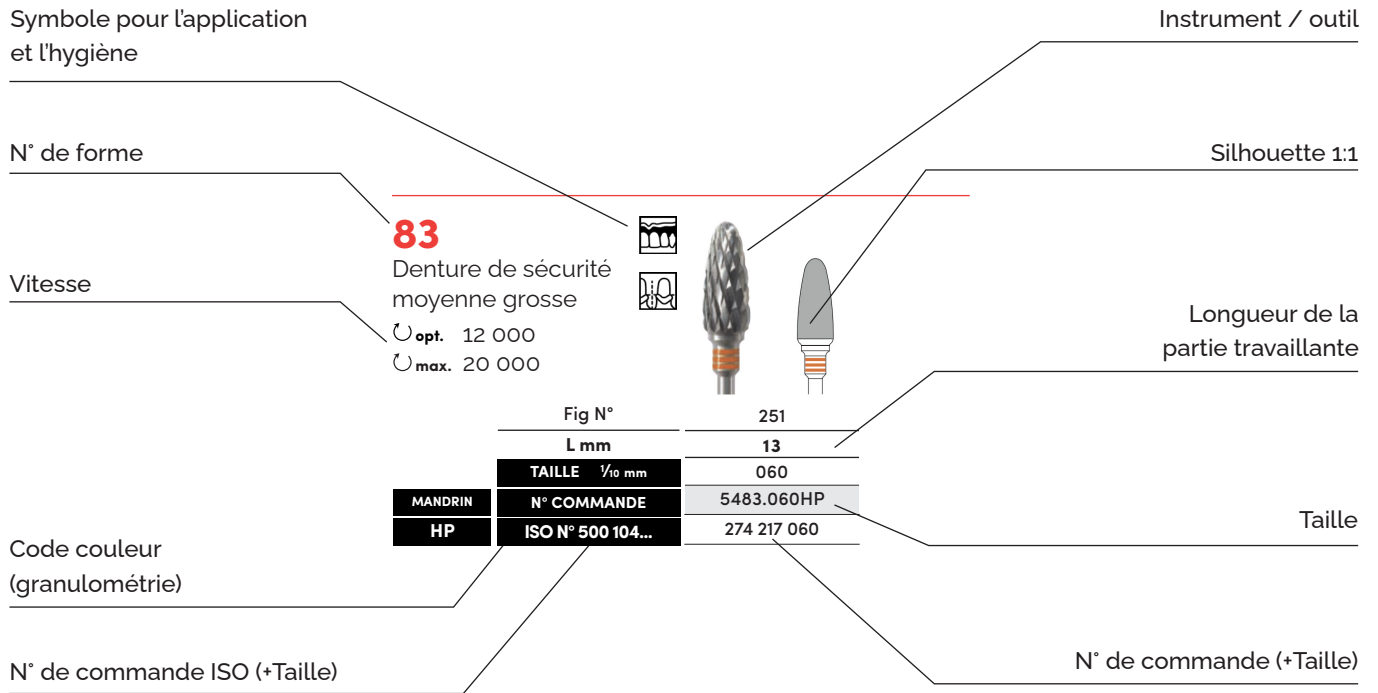 Symbole pour l’application
et l’hygiène
Instrument / outil
N° de forme
Silhouette 1:1
83
Denture de sécurité
moyenne grosse
opt. 12 000
max. 20 000
Vitesse
Longueur de la
partie travaillante
Fig N° 251
L mm 13
TAILLE 1/10 mm 060
MANDRIN N° COMMANDE 5483.060HP
HP ISO N° 500 104... 274 217 060
Taille
Code couleur
(granulométrie)
N° de commande ISO (+Taille)
N° de commande (+Taille)